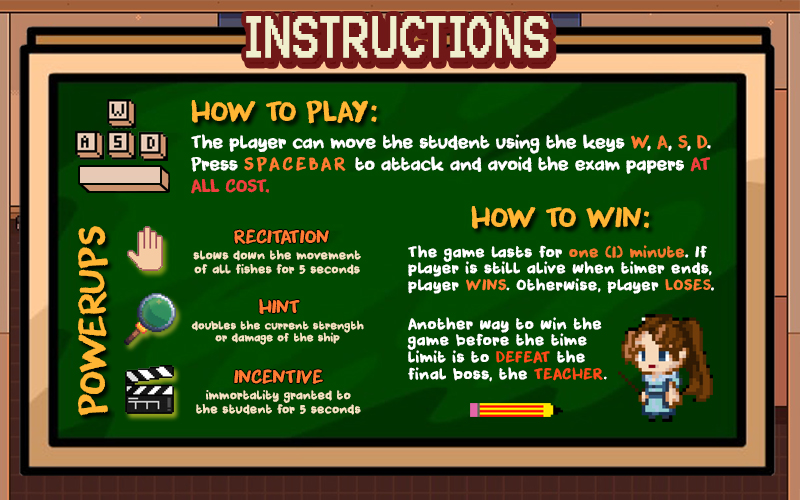 INSTRUCTIONS
W
A S D
HOW TO PLAY:
The player can move the student using the keys W, A, S, D.
Press SPACEBAR to attack and avoid the exam papers AT
ALL COST.
POWERUPS
RECITATION
slows down the movement
of all fishes for 5 seconds
HINT
doubles the current strength
or damage of the ship
INCENTIVE
immortality granted to
the student for 5 seconds
HOW TO WIN:
The game lasts for one (1) minute. If
player is still alive when timer ends,
player WINS. Otherwise, player LOSES.
Another way to win the
game before the time
limit is to DEFEAT the
final boss, the TEACHER.